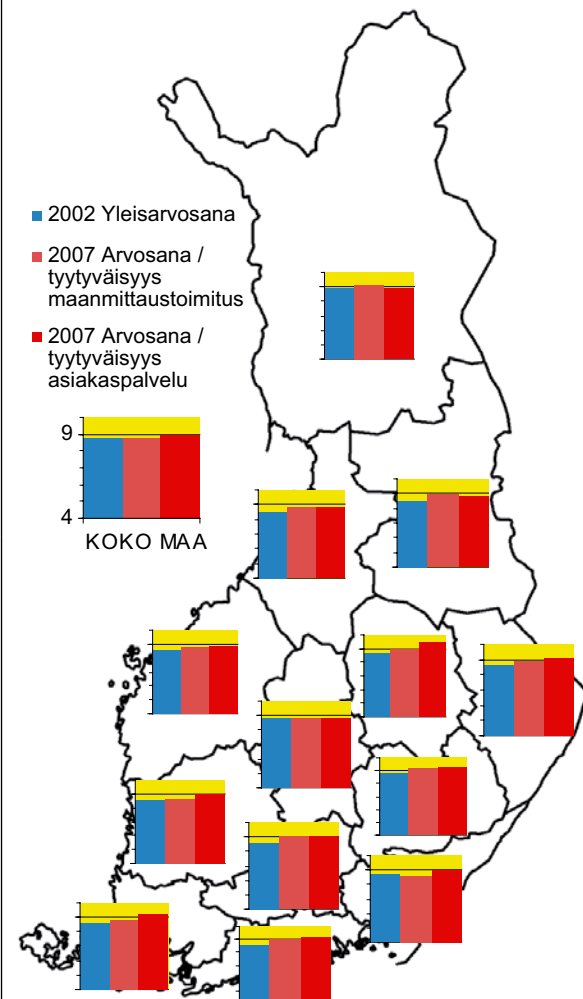 2002 Yleisarvosana
2007 Arvosana /
tyytyväisyys
maanmittaustoimitus
2007 Arvosana /
tyytyväisyys
asiakaspalvelu
9
4
KOKO MAA